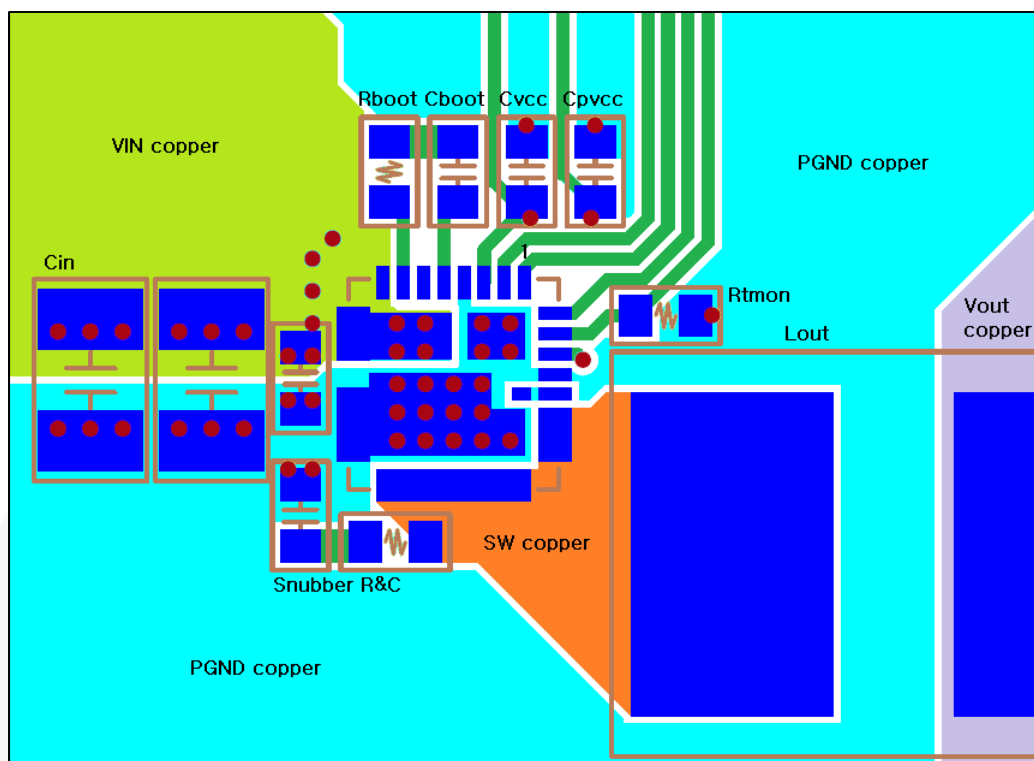 Rboot Cboot Cvcc Cpvcc
VIN copper
PGND copper
1
Cin
Rtmon
Vout
copper
Lout
SW copper
Snubber R&C
PGND copper